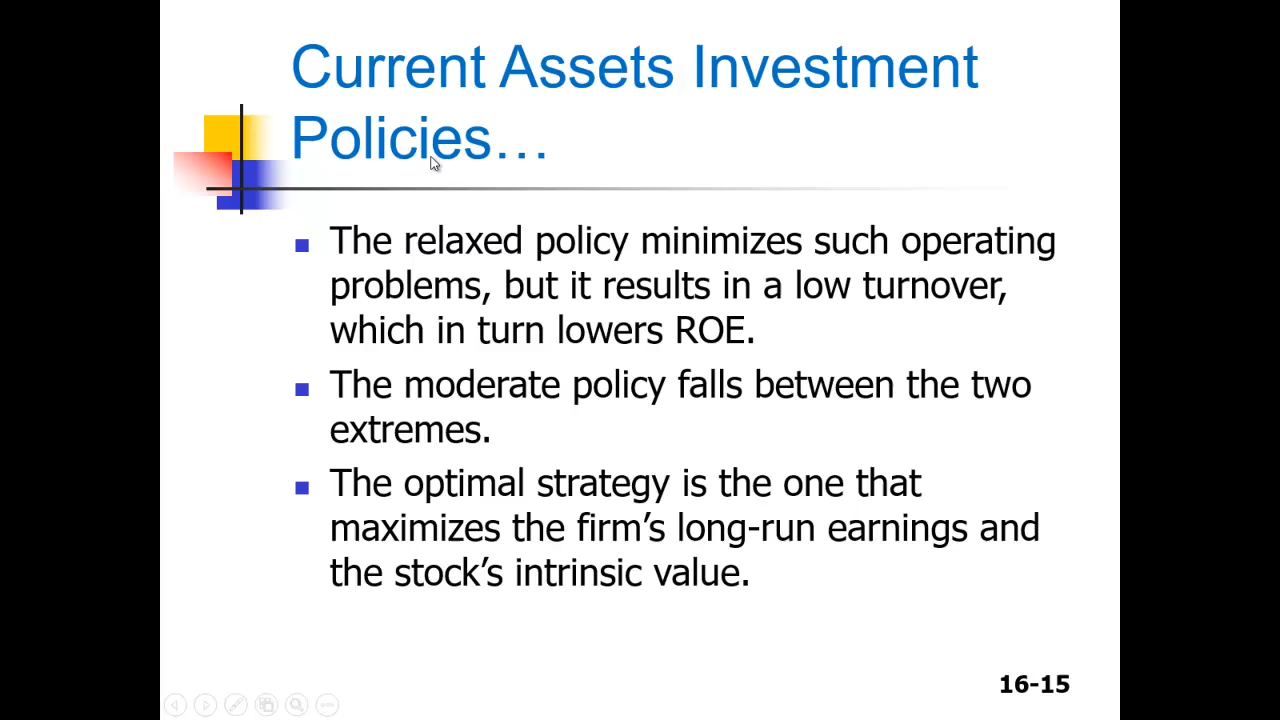 Current Assets Investment
Policies…
The relaxed policy minimizes such operating
problems, but it results in a low turnover,
which in turn lowers ROE.
The moderate policy falls between the two
extremes.
The optimal strategy is the one that
maximizes the firm’s long-run earnings and
the stock’s intrinsic value.
16-15